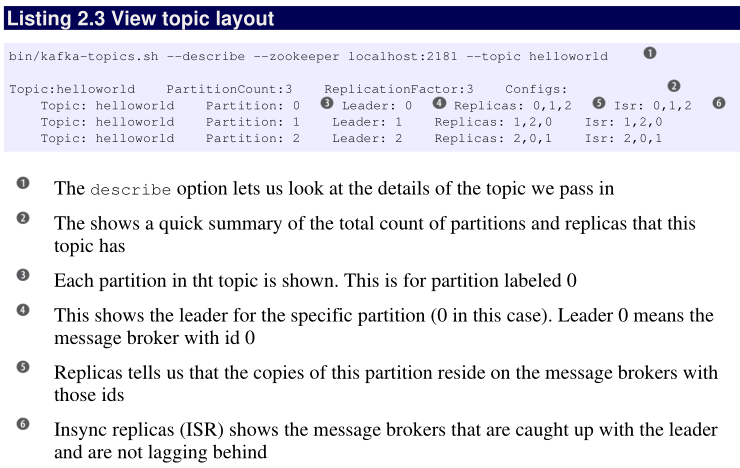 Listing 2.3 View topic layout
bin/kafka-topics.sh --describe --zookeeper localhost:2181 --topic helloworld ❶
Topic:helloworld PartitionCount:3 ReplicationFactor:3 Configs: ❷
Topic: helloworld Partition: 0 ❸ Leader: 0 ❹ Replicas: 0,1,2 ❺ Isr: 0,1,2 ❻
Topic: helloworld Partition: 1 Leader: 1 Replicas: 1,2,0 Isr: 1,2,0
Topic: helloworld Partition: 2 Leader: 2 Replicas: 2,0,1 Isr: 2,0,1
❶ The describe option lets us look at the details of the topic we pass in
❷ The shows a quick summary of the total count of partitions and replicas that this
topic has
❸ Each partition in tht topic is shown. This is for partition labeled 0
❹ This shows the leader for the specific partition (0 in this case). Leader 0 means the
message broker with id 0
❺ Replicas tells us that the copies of this partition reside on the message brokers with
those ids
❻ Insync replicas (ISR) shows the message brokers that are caught up with the leader
and are not lagging behind